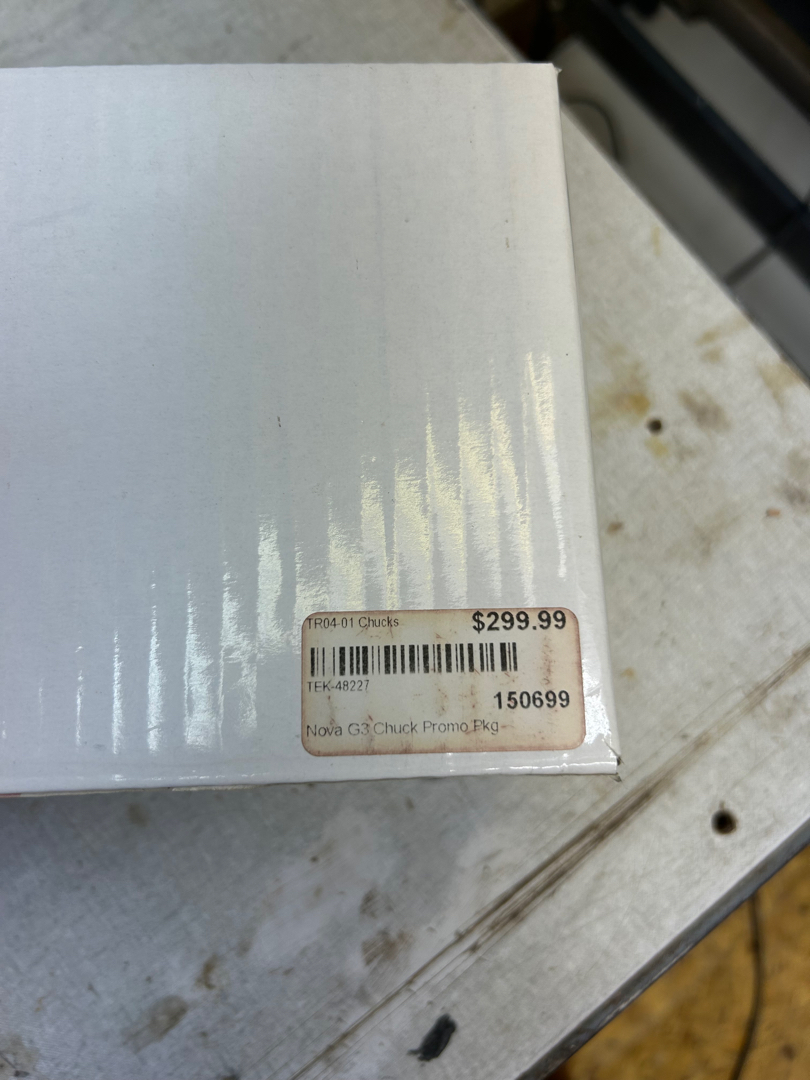 TR04-01 Chucks
$299.99
TEK-48227
150699
Nova G3 Chuck Promo Pkg